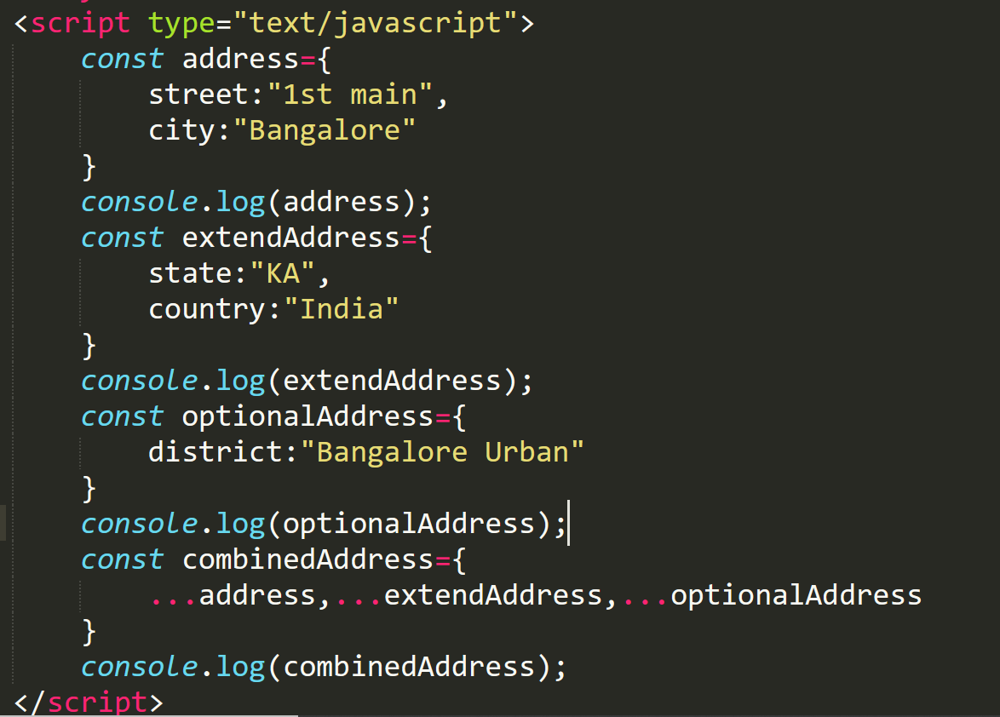 <script type="text/javascript">
    const address={
        street:"1st main",
        city:"Bangalore"
    }
    console.log(address);
    const extendAddress={
        state:"KA",
        country:"India"
    }
    console.log(extendAddress);
    const optionalAddress={
        district:"Bangalore Urban"
    }
    console.log(optionalAddress);
    const combinedAddress={
        ...address,...extendAddress,...optionalAddress
    }
    console.log(combinedAddress);
</script>